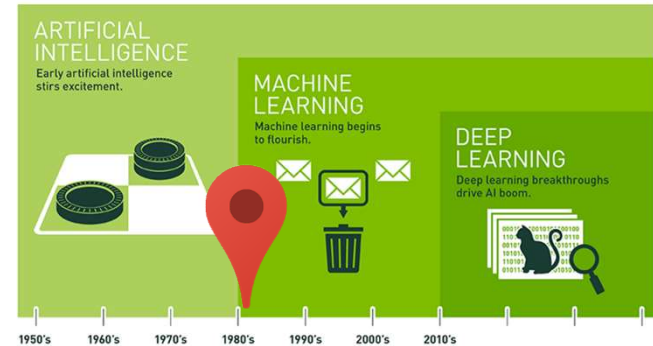 ARTIFICIAL
INTELLIGENCE
Early artificial intelligence
stirs excitement.
MACHINE
LEARNING
Machine learning begins
to flourish.
DEEP
LEARNING
Deep learning breakthroughs
drive AI boom.
1950's 1960's 1970's 1980's 1990's 2000's 2010's